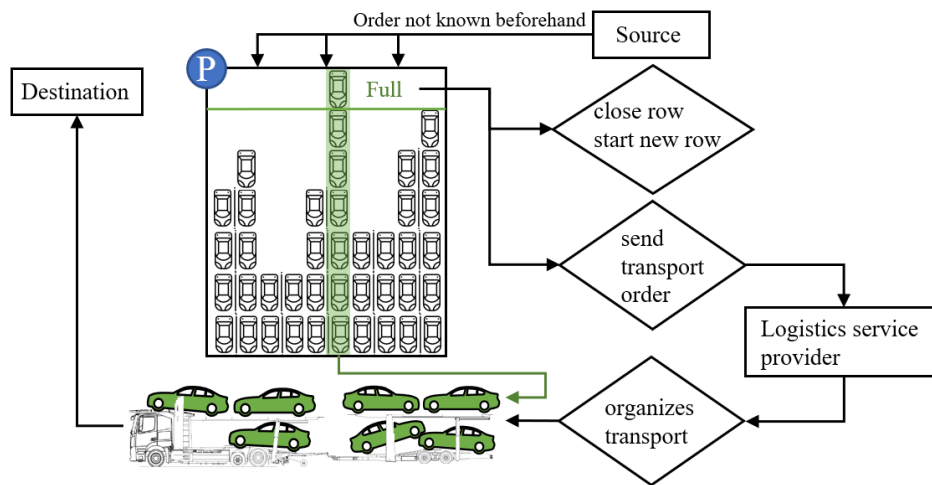 Order not known beforehand
Source
P
Destination
Full
close row
start new row
send
transport
order
Logistics service
provider
organizes
transport